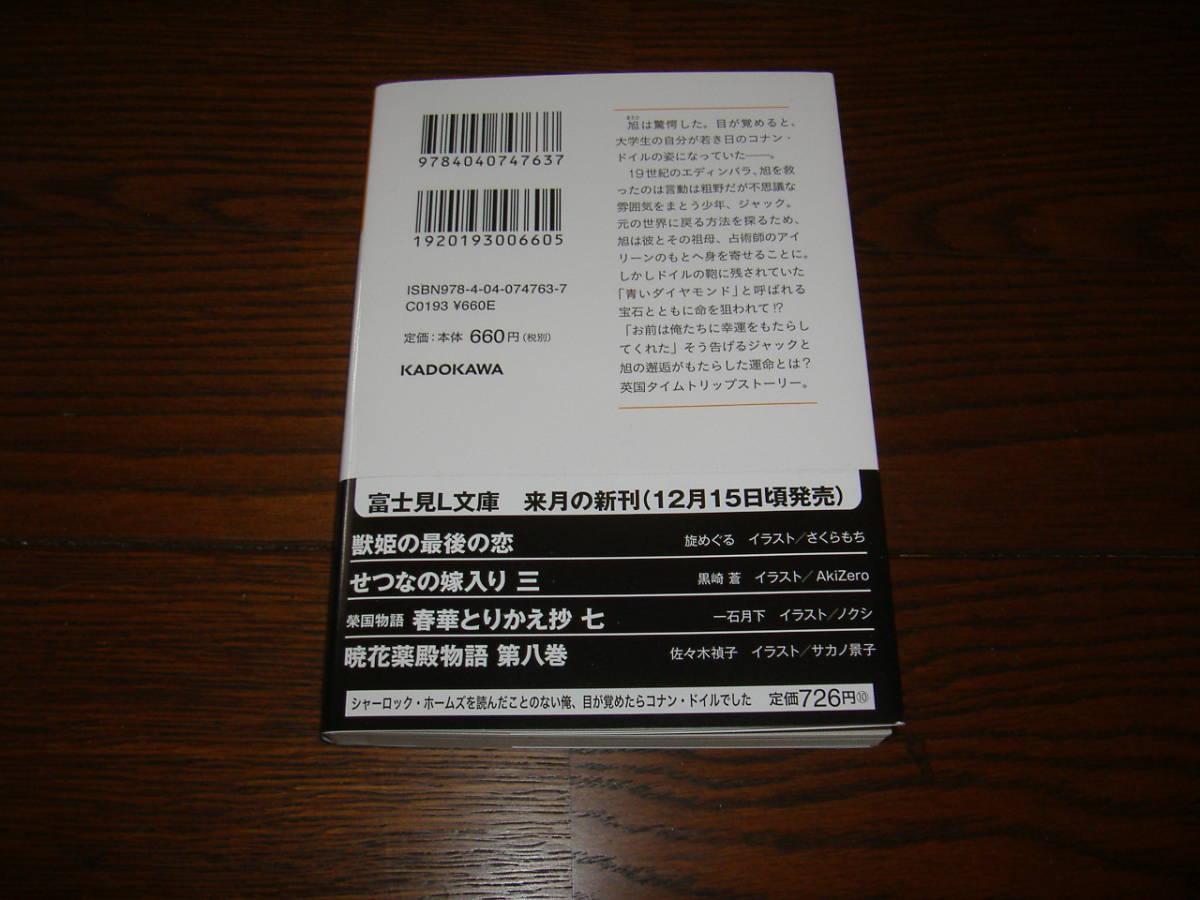 9784040747637
1920193006605
ISBN978-4-04-074763-7
C0193 ¥660E
定価：本体 660円（税別）
KADOKAWA
旭は驚愕した。目が覚めると、
大学生の自分が若き日のコナン・
ドイルの姿になっていた――。
19世紀のエディンバラ、旭を救
ったのは言動は粗野だが不思議な
雰囲気をまとう少年、ジャック。
元の世界に戻る方法を探るため、
旭は彼とその祖母、占術師のアイ
リーンのもとへ身を寄せることに。
しかしドイルの鞄に残されていた
「青いダイヤモンド」と呼ばれる
宝石とともに命を狙われて!?
「お前は俺たちに幸運をもたらし
てくれた」そう告げるジャックと
旭の邂逅がもたらした運命とは？
英国タイムトリップストーリー。
富士見L文庫 来月の新刊（12月15日頃発売）
獣姫の最後の恋 旋めぐる イラスト／さくらもち
せつなの嫁入り 三 黒崎 蒼 イラスト／AkiZero
榮国物語 春華とりかえ抄 七 一石月下 イラスト／ノクシ
暁花薬殿物語 第八巻 佐々木禎子 イラスト／サカノ景子
シャーロック・ホームズを読んだことのない俺、目が覚めたらコナン・ドイルでした 定価726円⑩